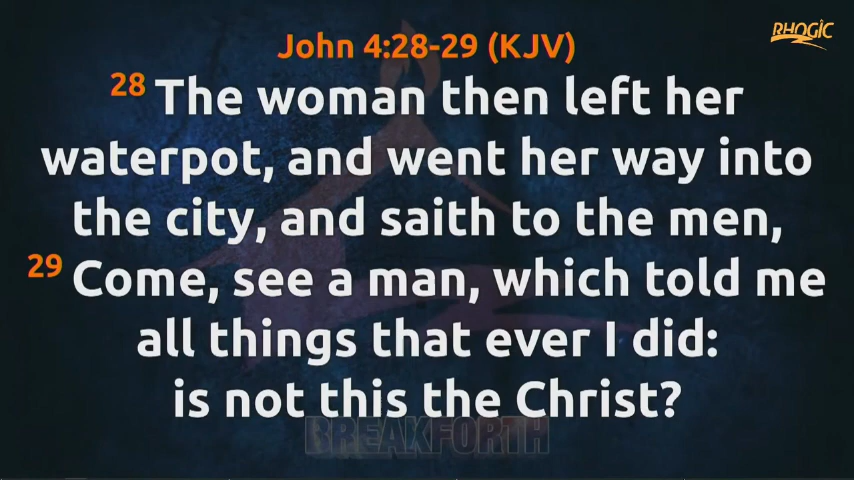 RHOGIC
John 4:28-29 (KJV)
28 The woman then left her
waterpot, and went her way into
the city, and saith to the men,
29 Come, see a man, which told me
all things that ever I did:
is not this the Christ?
BREAKFORTH